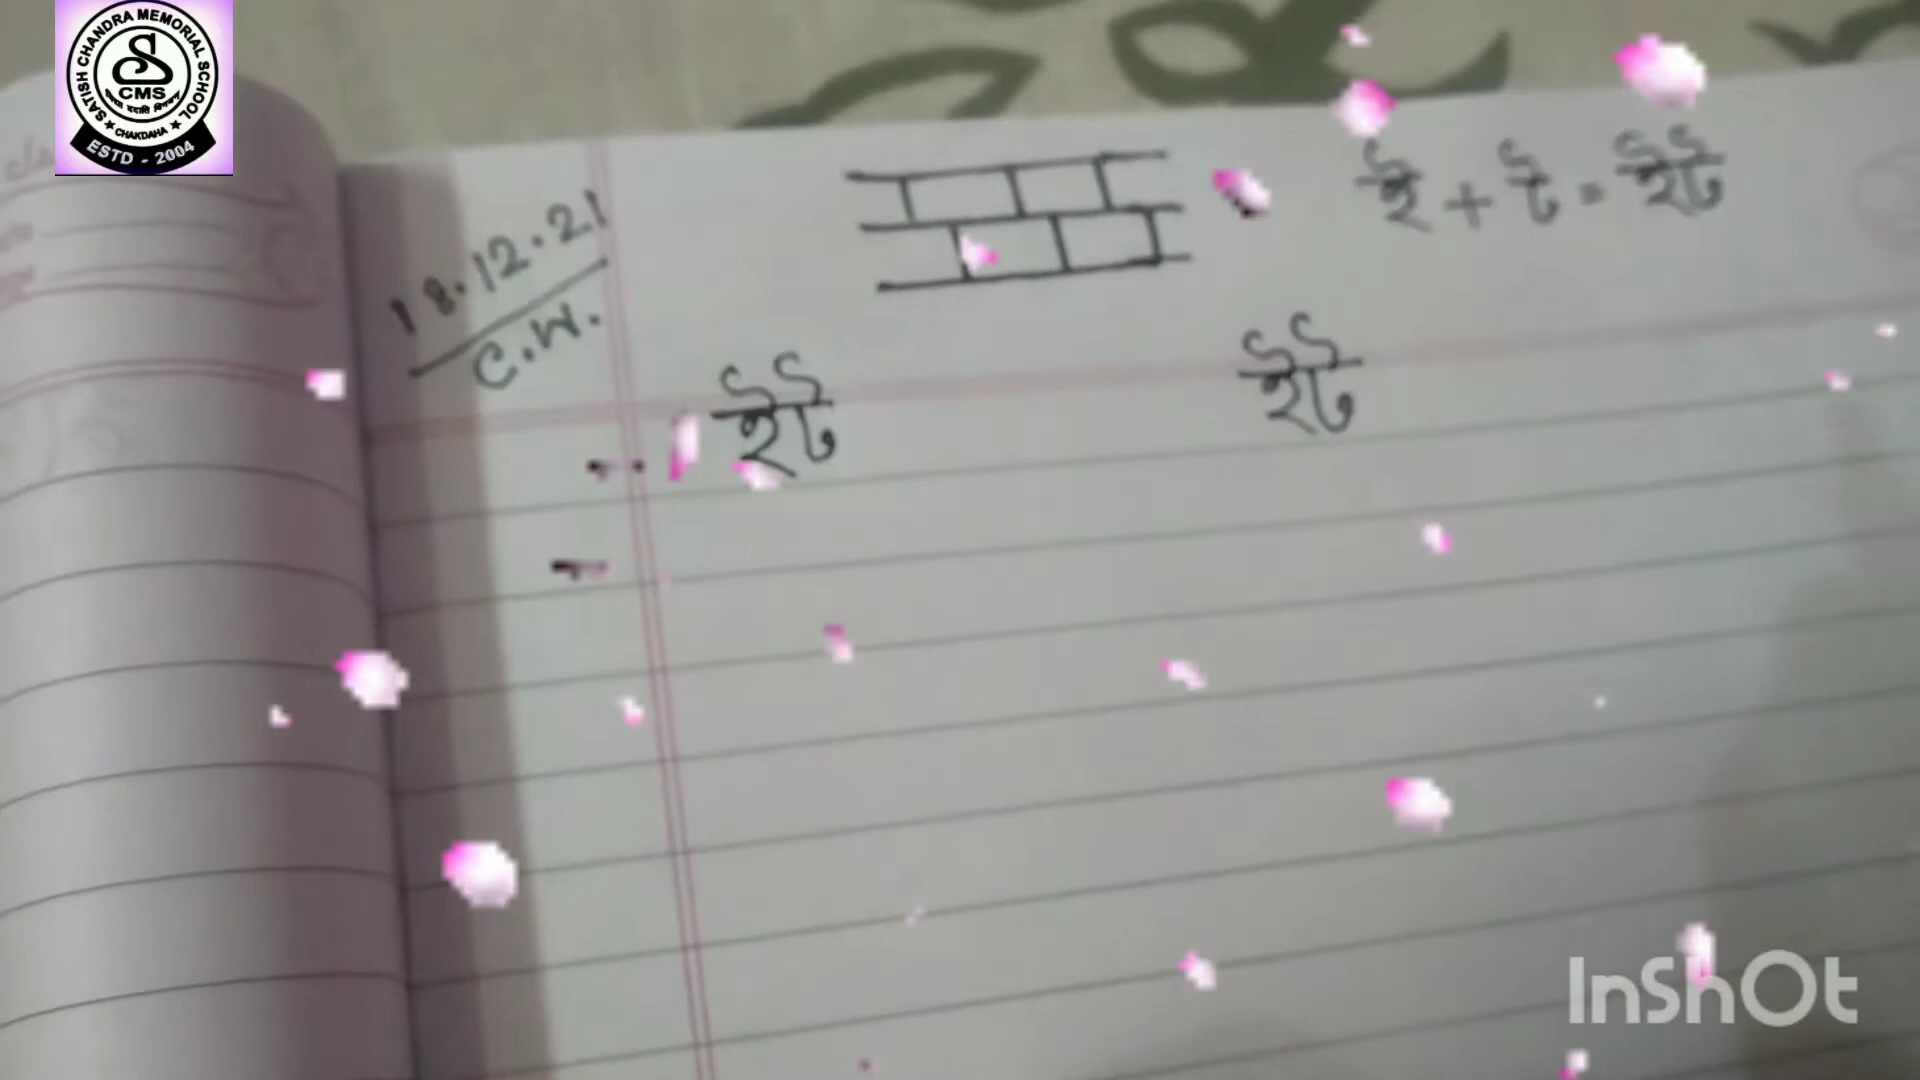 SATISH CHANDRA MEMORIAL SCHOOL
CMS
CHAKDAHA
ESTD - 2004
18.12.21
C.W.
ই + ট = ইট
ইট ইট
InShOt